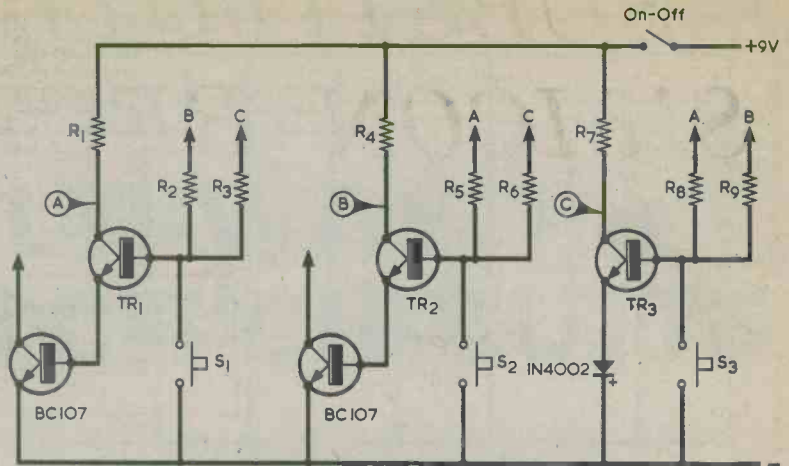 On-Off
+9V
B
C
A
C
A
B
R1
R2
R3
R4
R5
R6
R7
R8
R9
A
B
C
TR1
TR2
TR3
S1
S2
1N4002
+
S3
BC107
BC107